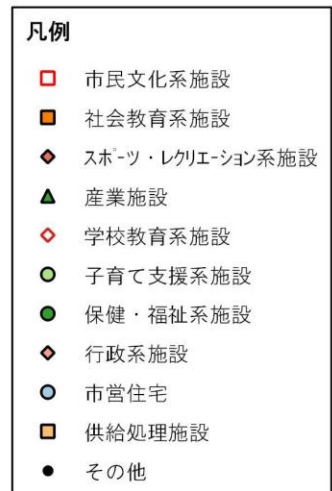 凡例
市民文化系施設
社会教育系施設
スポーツ・レクリエーション系施設
産業施設
学校教育系施設
子育て支援系施設
保健・福祉系施設
行政系施設
市営住宅
供給処理施設
その他